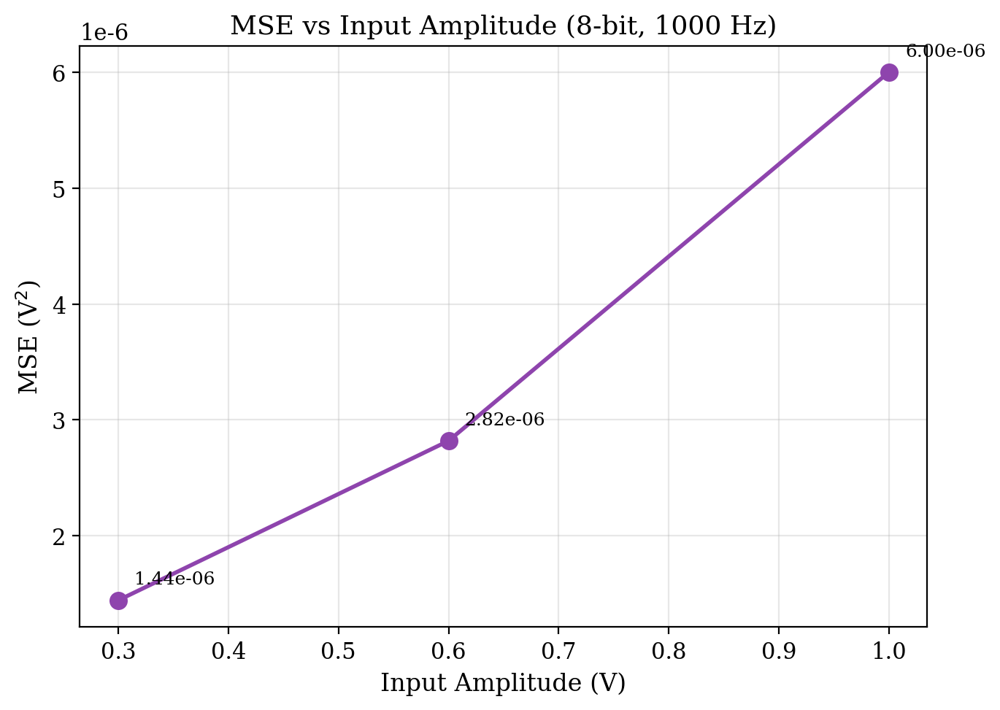 MSE vs Input Amplitude (8-bit, 1000 Hz)
1e-6
6.00e-06
6
5
4
3
2
MSE (V²)
2.82e-06
1.44e-06
0.3 0.4 0.5 0.6 0.7 0.8 0.9 1.0
Input Amplitude (V)